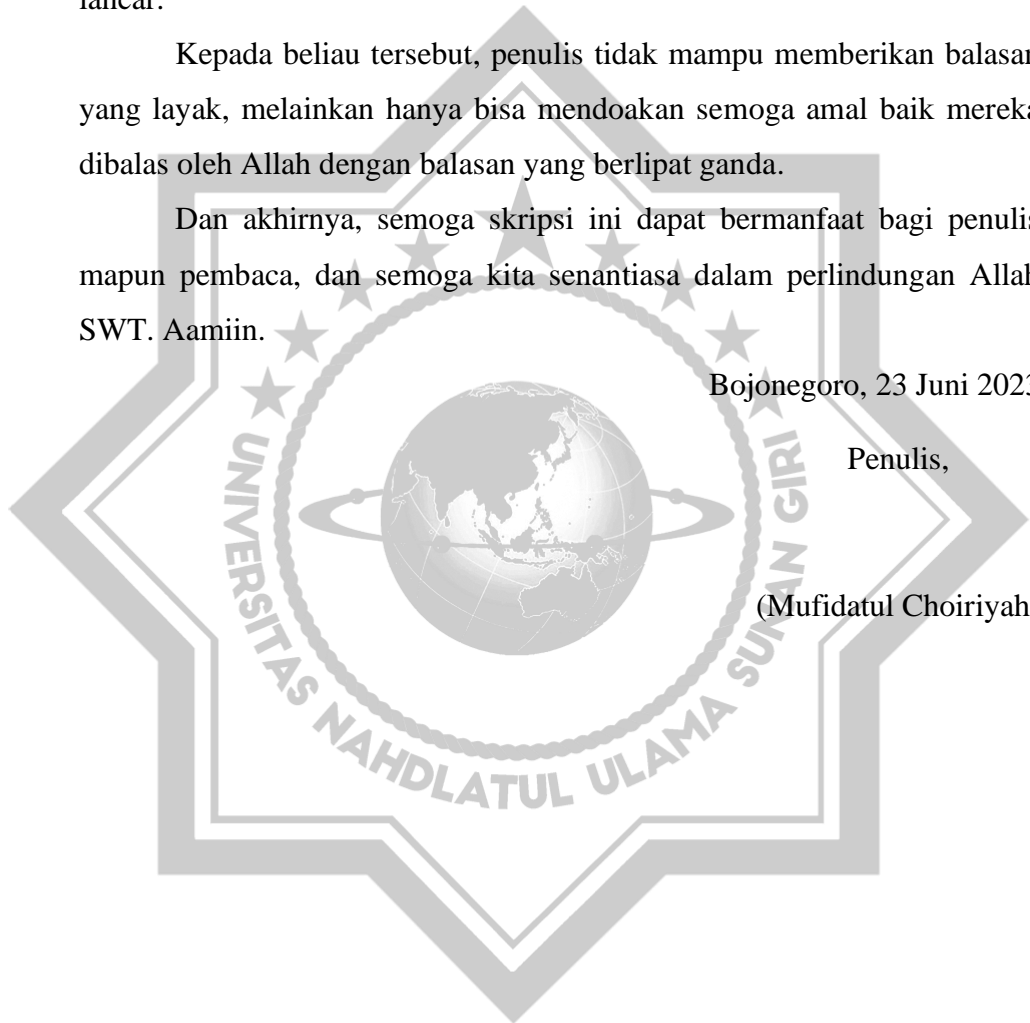 lancar.
Kepada beliau tersebut, penulis tidak mampu memberikan balasan
yang layak, melainkan hanya bisa mendoakan semoga amal baik mereka
dibalas oleh Allah dengan balasan yang berlipat ganda.
Dan akhirnya, semoga skripsi ini dapat bermanfaat bagi penulis
mapun pembaca, dan semoga kita senantiasa dalam perlindungan Allah
SWT. Aamiin.
Bojonegoro, 23 Juni 2023
Penulis,
(Mufidatul Choiriyah
UNIVERSITAS NAHDLATUL ULAMA SUNAN GIRI